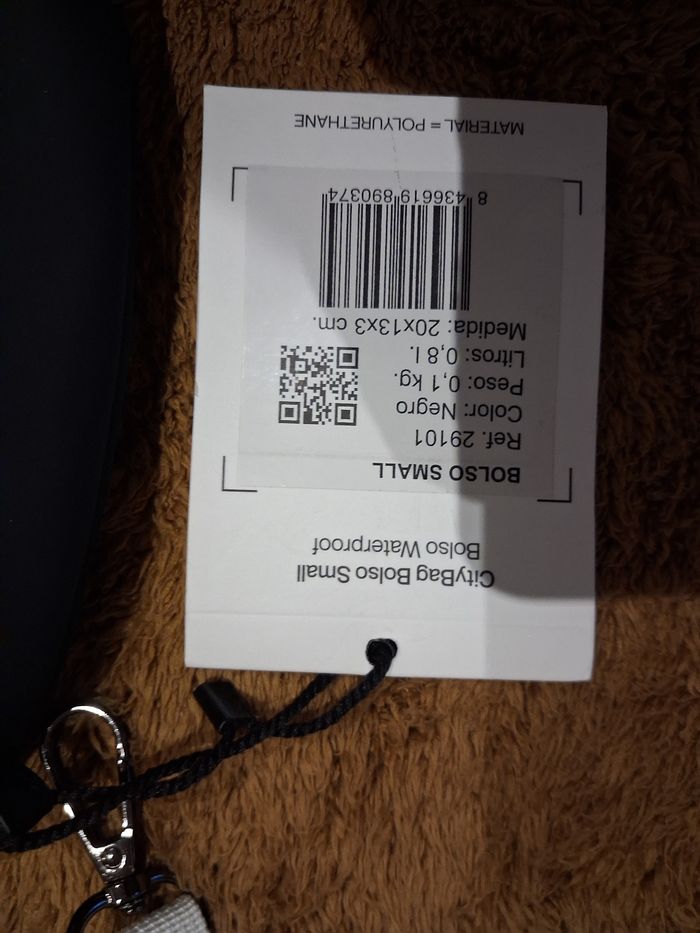 CityBag Bolso Small
Bolso Waterproof
BOLSO SMALL
Ref. 29101
Color: Negro
Peso: 0,1 kg.
Litros: 0,8 l.
Medida: 20x13x3 cm.
8 436619 890374
MATERIAL = POLYURETHANE